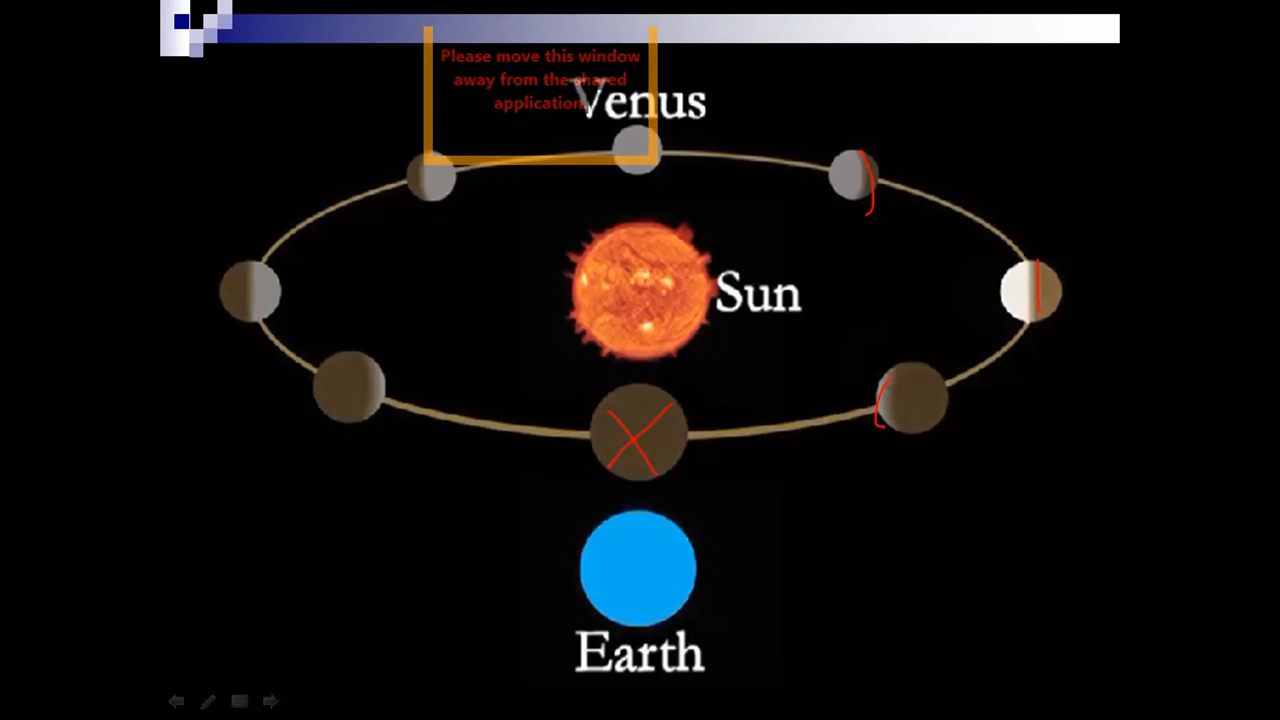 Please move this window
away from the shared
application.
Venus
Sun
Earth